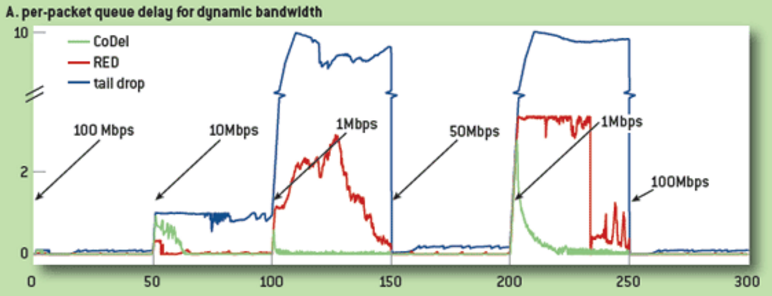 A. per-packet queue delay for dynamic bandwidth
10
CoDel
RED
tail drop
100 Mbps
10Mbps
1Mbps
50Mbps
1Mbps
100Mbps
2
0
0 50 100 150 200 250 300